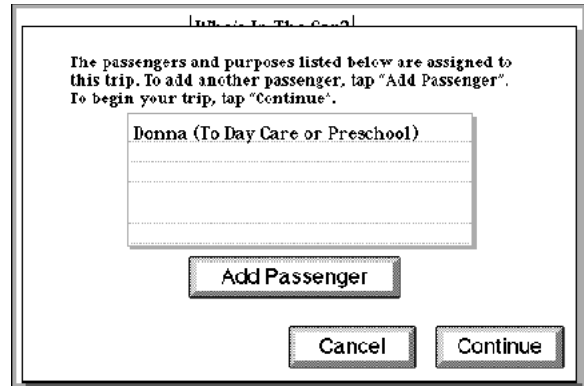 Who's In The Car?
The passengers and purposes listed below are assigned to
this trip. To add another passenger, tap "Add Passenger".
To begin your trip, tap "Continue".
Donna (To Day Care or Preschool)
Add Passenger
Cancel
Continue